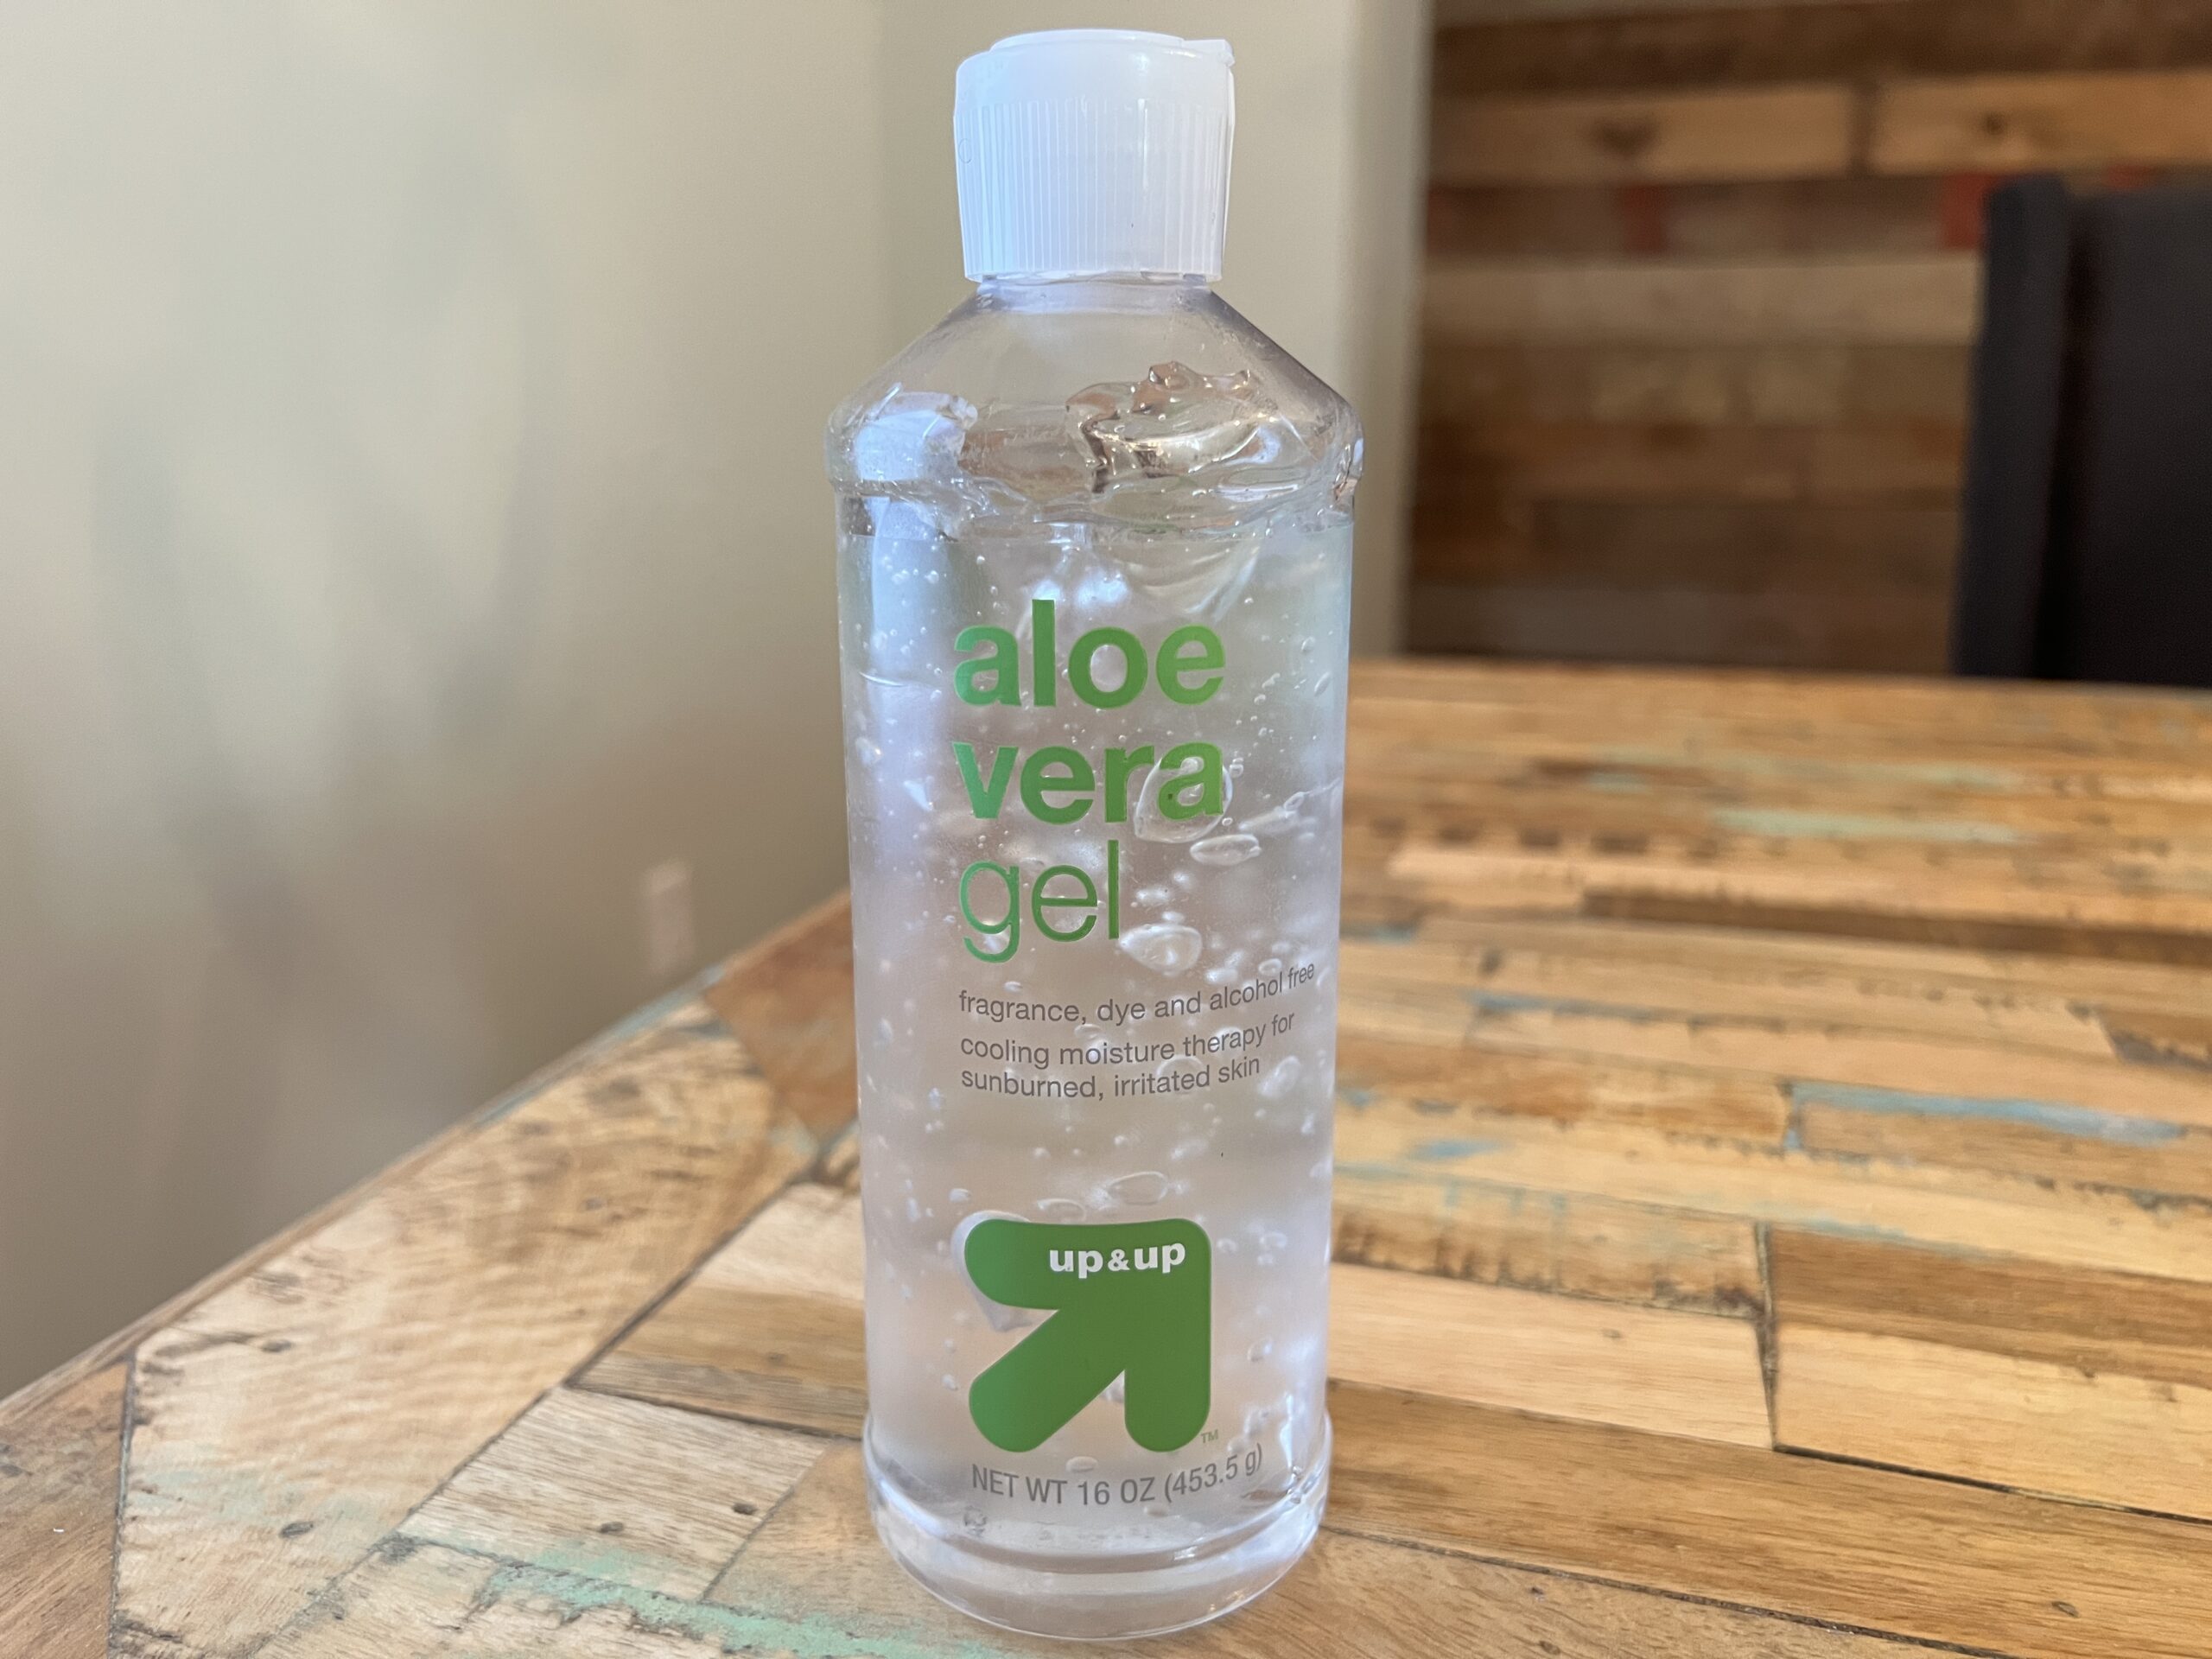 aloe
vera
gel
fragrance, dye and alcohol free
cooling moisture therapy for
sunburned, irritated skin
up&up
TM
NET WT 16 OZ (453.5 g)